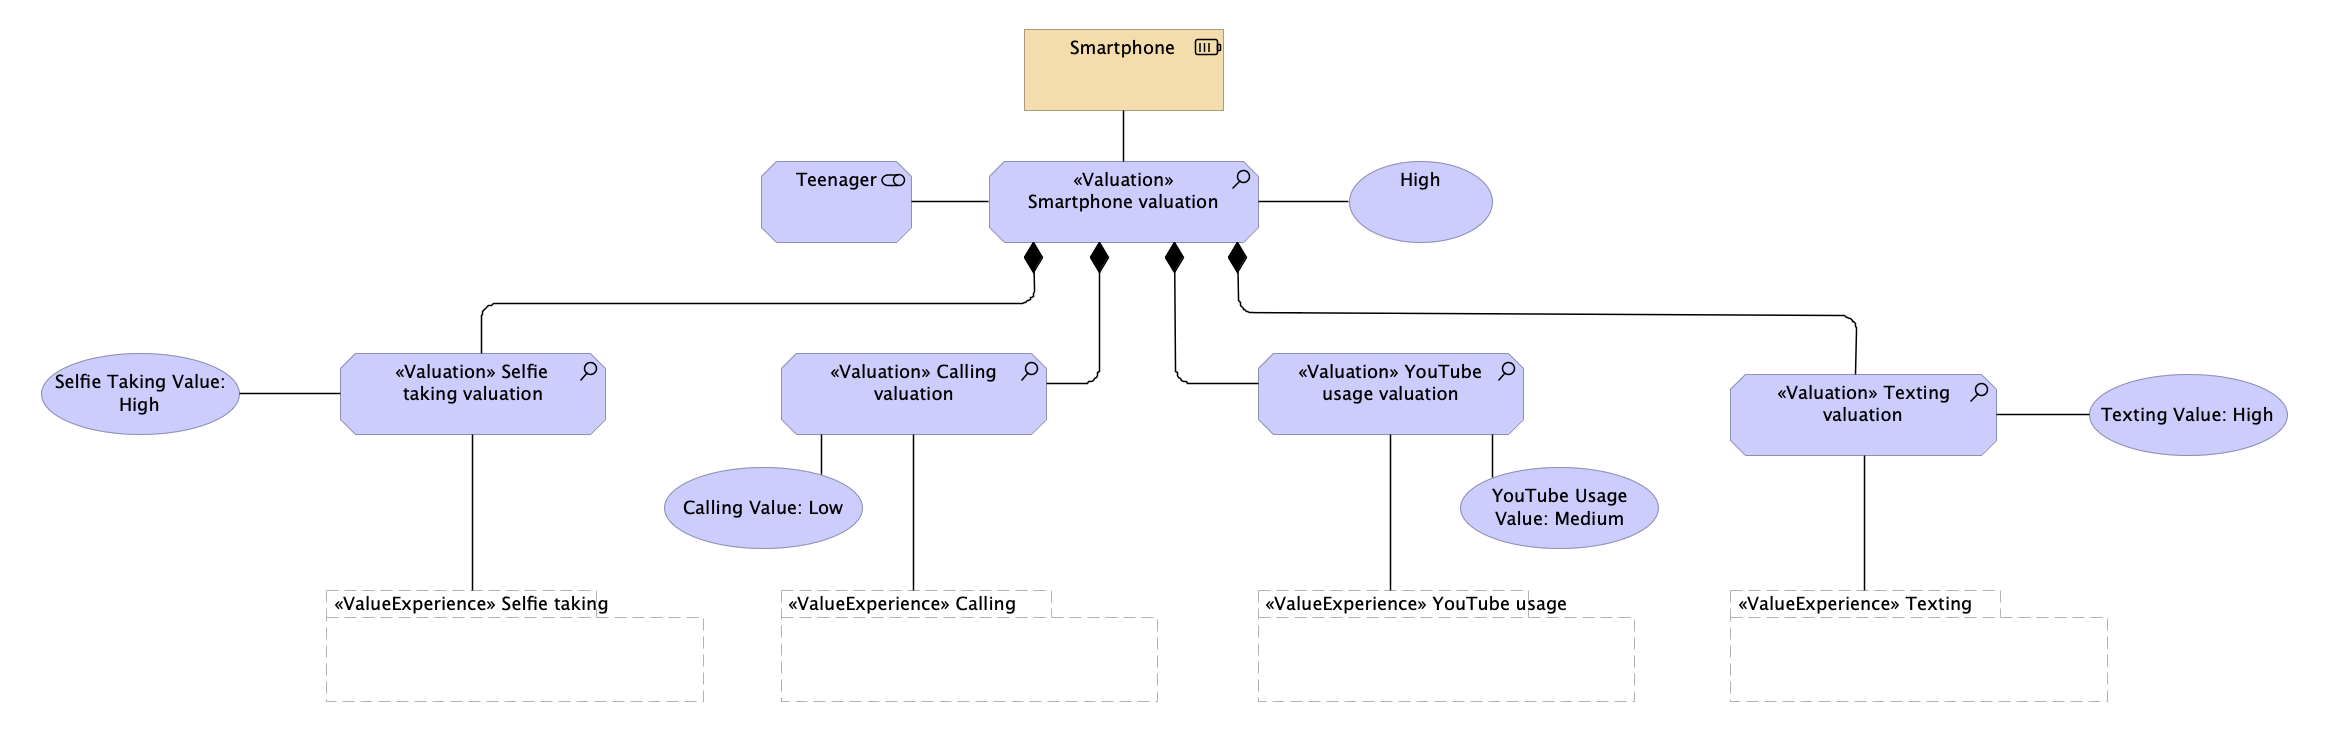 Smartphone
Teenager
«Valuation»
Smartphone valuation
High
Selfie Taking Value:
High
«Valuation» Selfie
taking valuation
«Valuation» Calling
valuation
«Valuation» YouTube
usage valuation
«Valuation» Texting
valuation
Texting Value: High
Calling Value: Low
YouTube Usage
Value: Medium
«ValueExperience» Selfie taking
«ValueExperience» Calling
«ValueExperience» YouTube usage
«ValueExperience» Texting